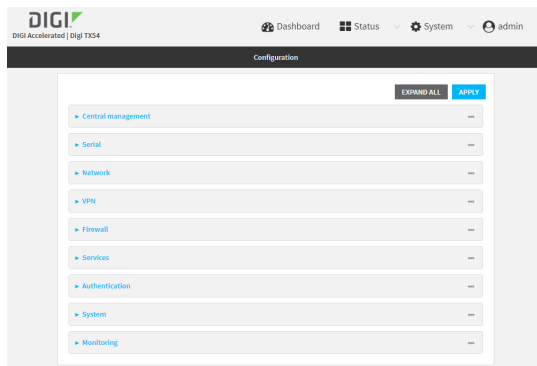 DIGI
DIGI Accelerated | Digi TX54
Dashboard
Status
System
admin
Configuration
EXPAND ALL
APPLY
Central management
Serial
Network
VPN
Firewall
Services
Authentication
System
Monitoring